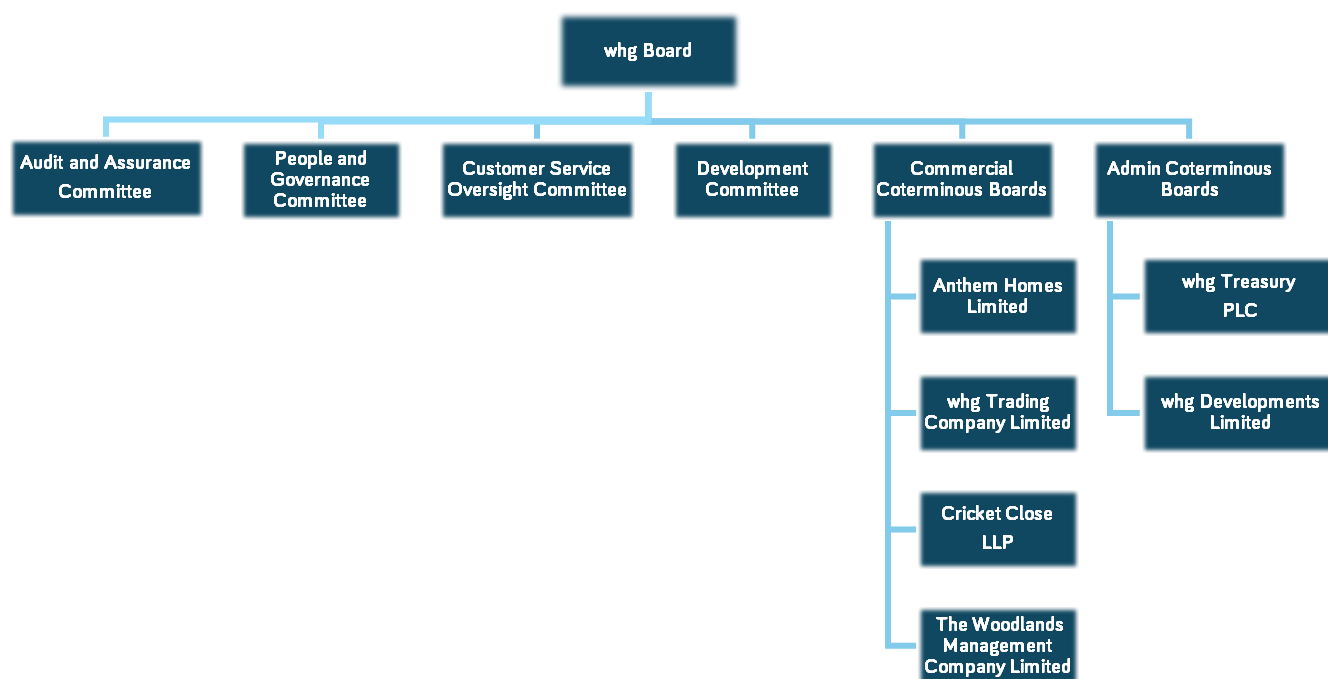 whg Board
Audit and Assurance
Committee
People and
Governance
Committee
Customer Service
Oversight Committee
Development
Committee
Commercial
Coterminous Boards
Admin Coterminous
Boards
Anthem Homes
Limited
whg Trading
Company Limited
Cricket Close
LLP
The Woodlands
Management
Company Limited
whg Treasury
PLC
whg Developments
Limited